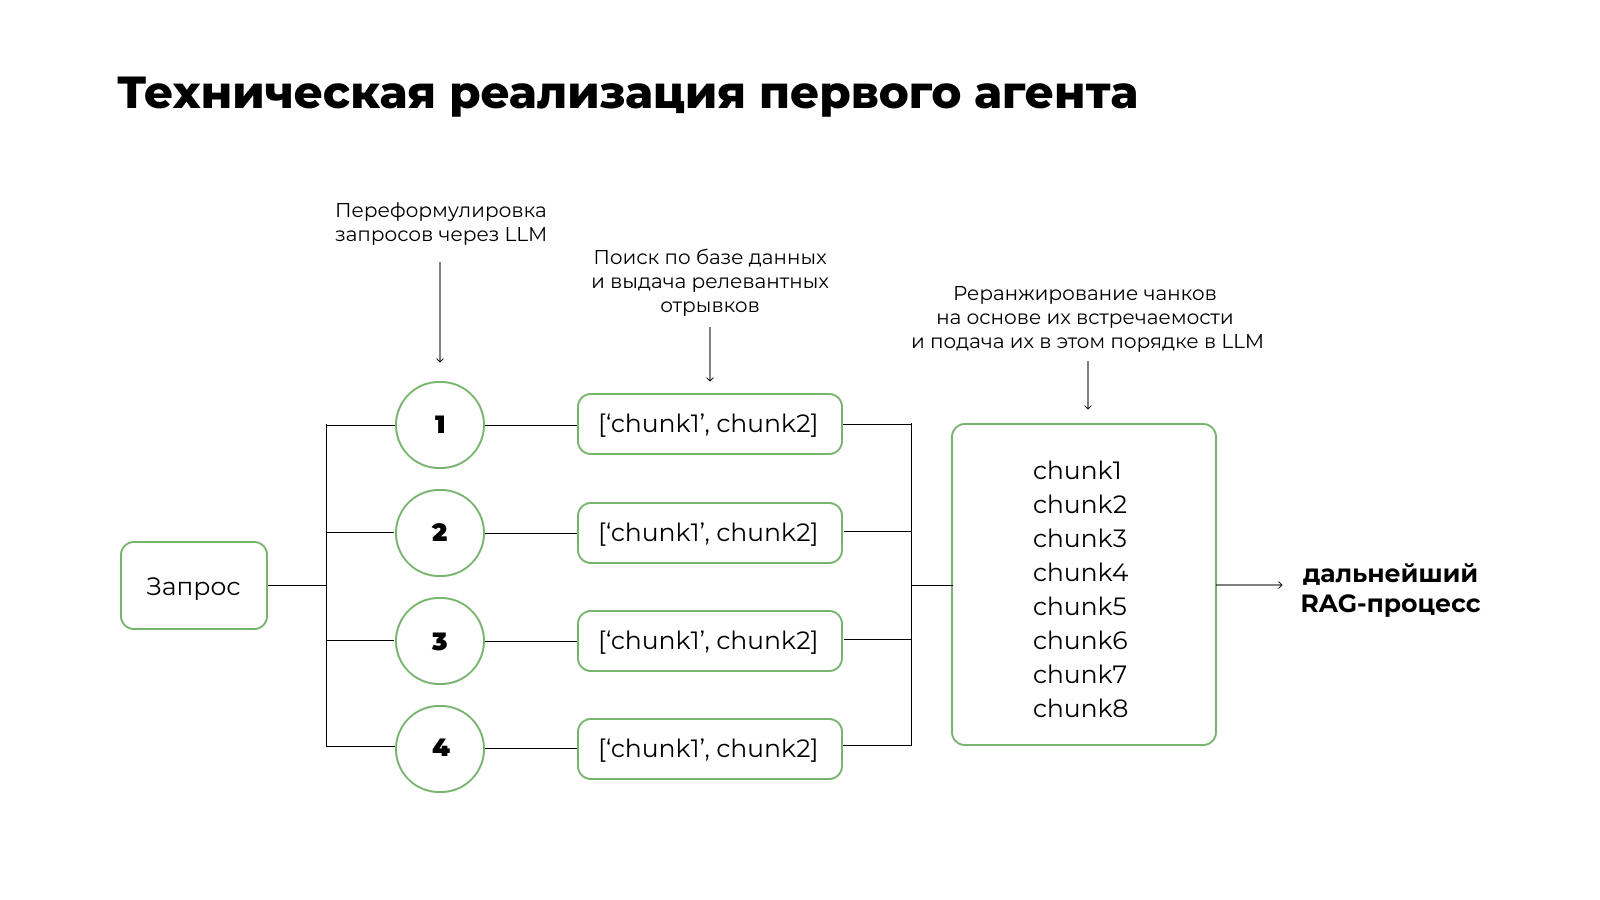 Техническая реализация первого агента
Переформулировка
запросов через LLM
Поиск по базе данных
и выдача релевантных
отрывков
Реранжирование чанков
на основе их встречаемости
и подача их в этом порядке в LLM
Запрос
1
[‘chunk1’, chunk2]
2
[‘chunk1’, chunk2]
3
[‘chunk1’, chunk2]
4
[‘chunk1’, chunk2]
chunk1
chunk2
chunk3
chunk4
chunk5
chunk6
chunk7
chunk8
дальнейший
RAG-процесс